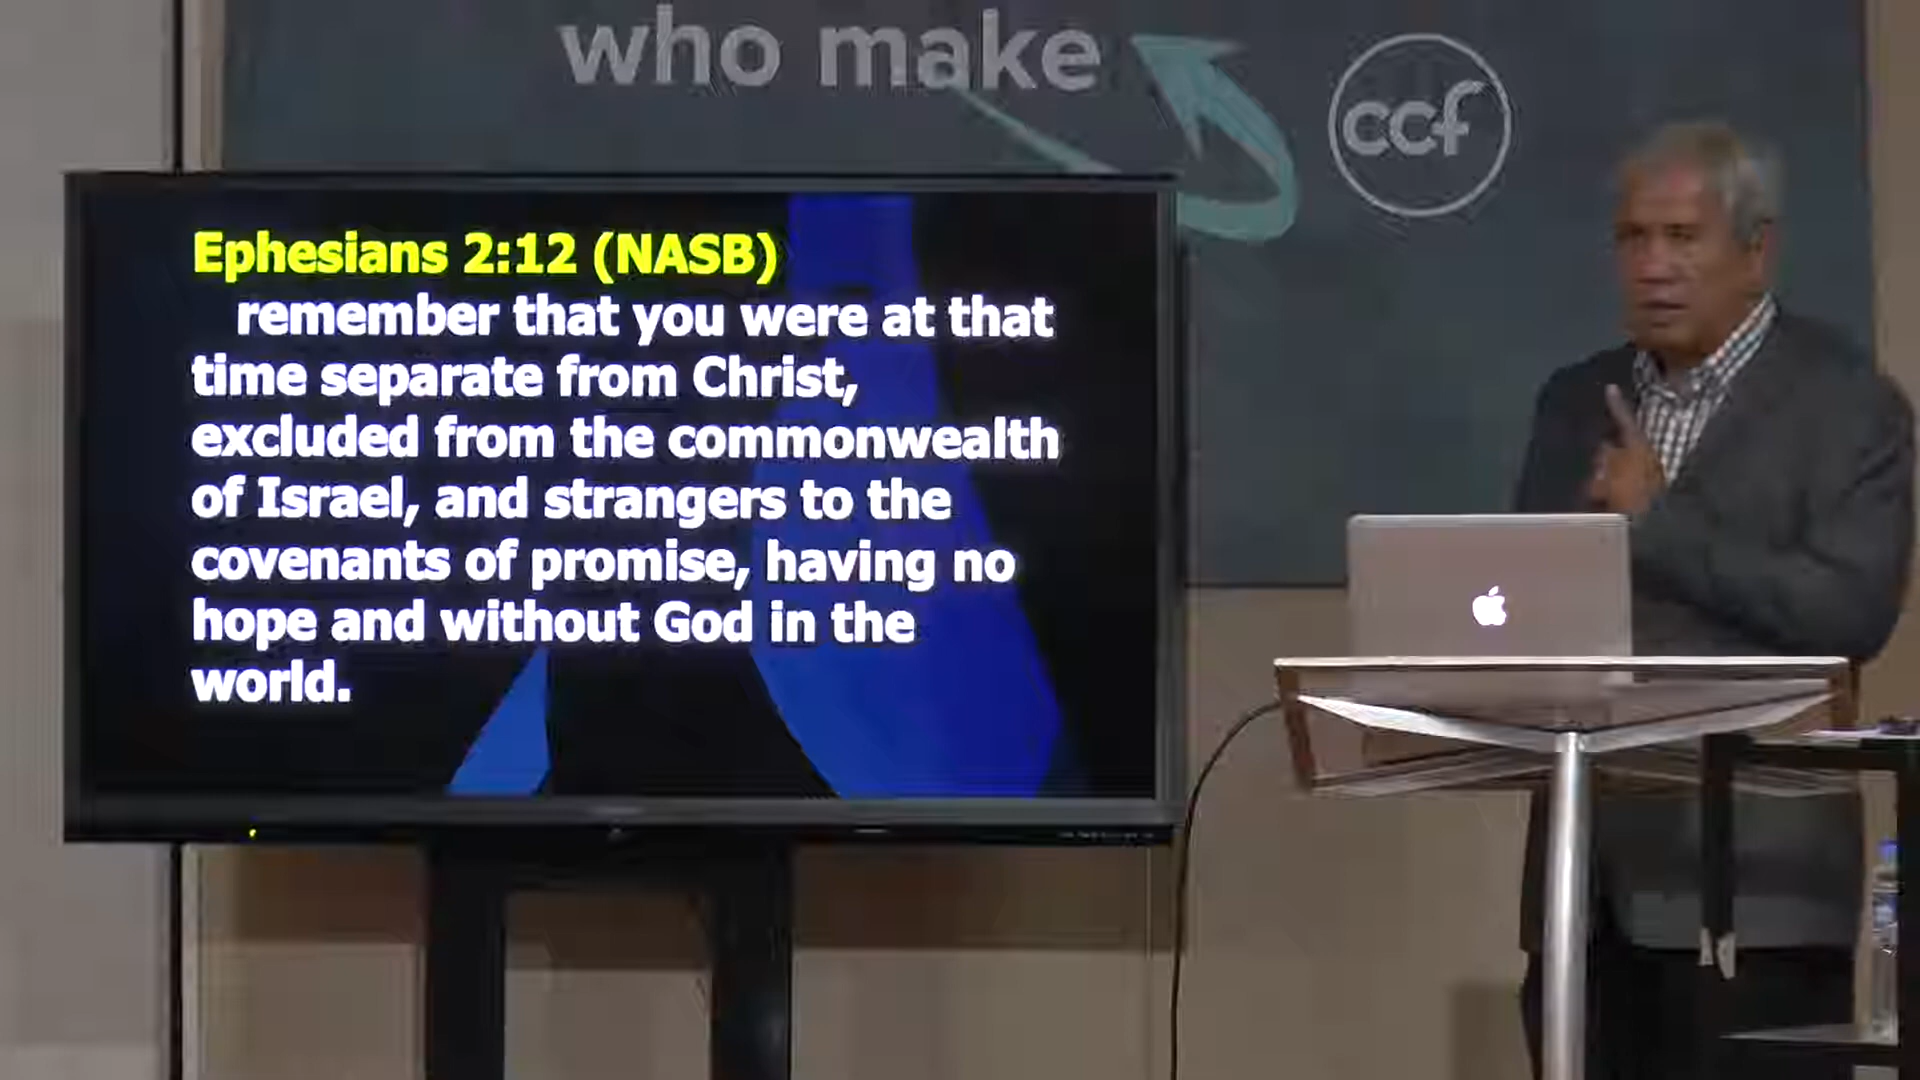 who make
ccf
Ephesians 2:12 (NASB)
remember that you were at that
time separate from Christ,
excluded from the commonwealth
of Israel, and strangers to the
covenants of promise, having no
hope and without God in the
world.